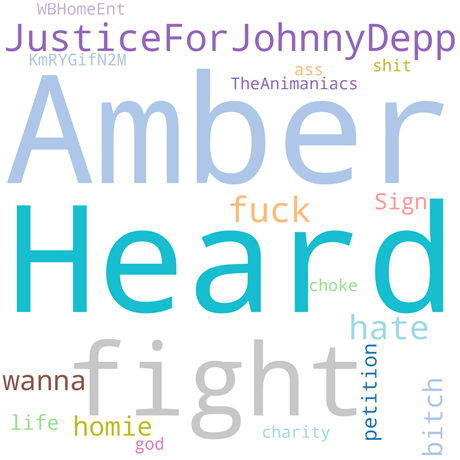 WBHomeEnt
JusticeForJohnnyDepp
KmRYGifN2M
ass
shit
TheAnimaniacs
Amber
fuck
Sign
Heard
choke
hate
fight
wanna
petition
bitch
life
homie
god
charity